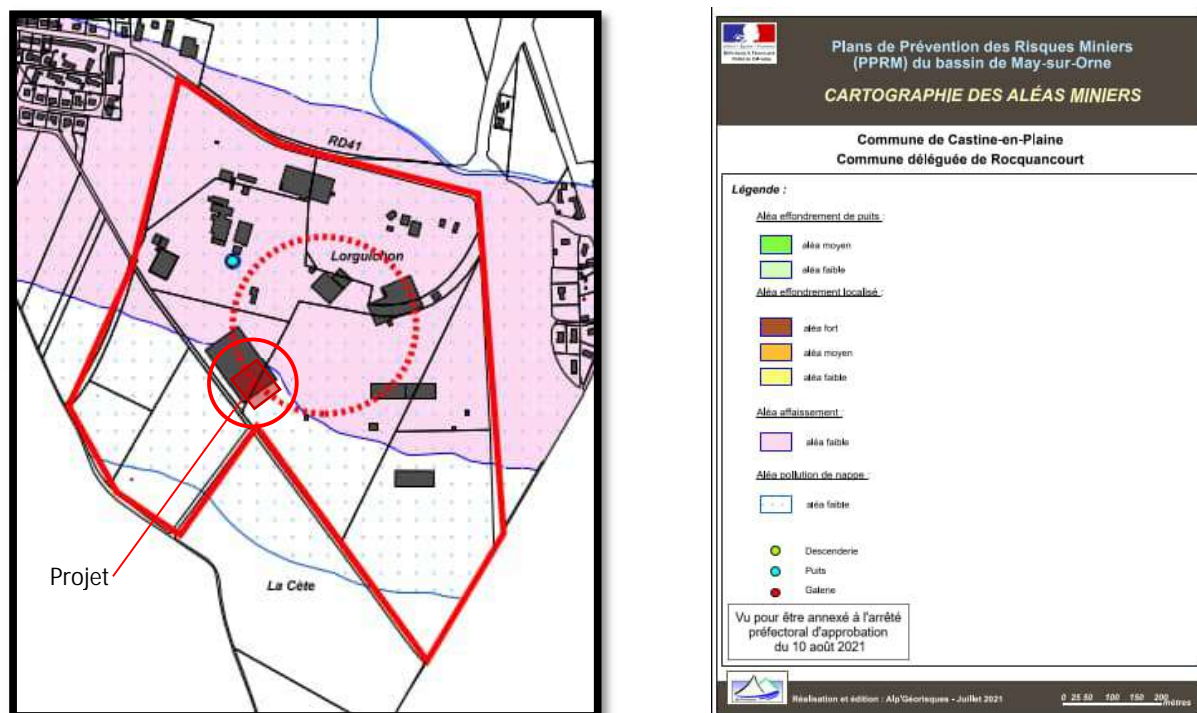 RD41
Lorguichon
Projet
La Cète
Plans de Prévention des Risques Miniers
(PPRM) du bassin de May-sur-Orne
CARTOGRAPHIE DES ALÉAS MINIERS
Commune de Castine-en-Plaine
Commune déléguée de Rocquancourt
Légende :
Aléa effondrement de puits :
aléa moyen
aléa faible
Aléa effondrement localisé :
aléa fort
aléa moyen
aléa faible
Aléa affaissement :
aléa faible
Aléa pollution de nappe :
aléa faible
Descenderie
Puits
Galerie
Vu pour être annexé à l'arrêté
préfectoral d'approbation
du 10 août 2021
Réalisation et édition : Alp'Géorisques - Juillet 2021
0 25 50 100 150 200 mètres